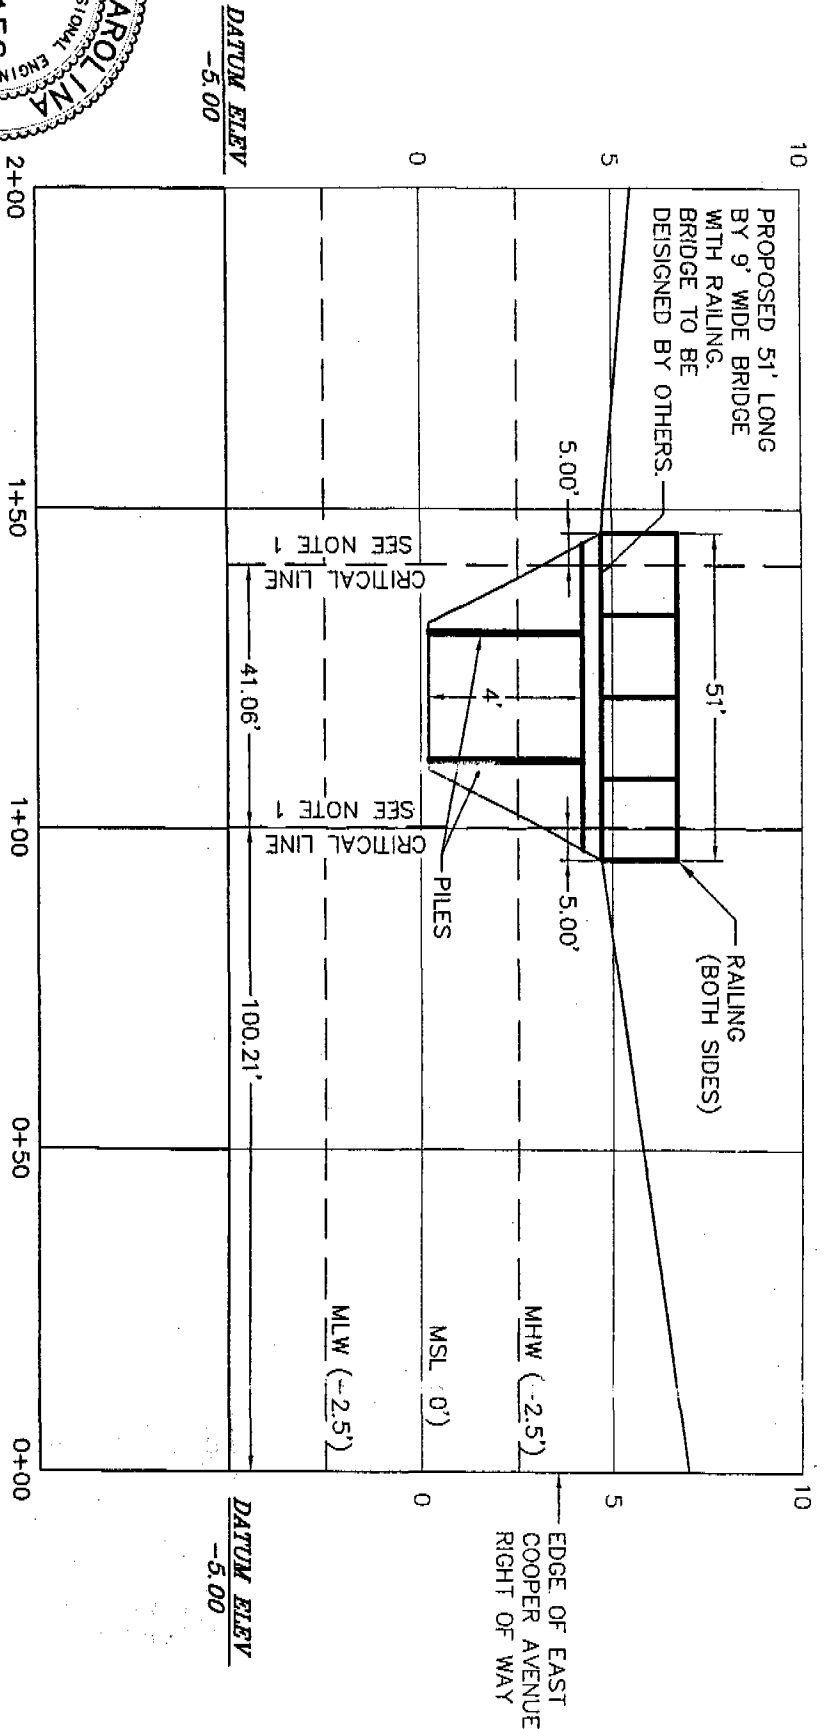 PROPOSED 51' LONG
BY 9' WIDE BRIDGE
WITH RAILING.
BRIDGE TO BE
DEISIGNED BY OTHERS.
RAILING
(BOTH SIDES)
EDGE OF EAST
COOPER AVENUE
RIGHT OF WAY
10
5
0
10
5
0
51'
5.00'
5.00'
4'
PILES
MHW (-2.5')
MSL (0')
MLW (-2.5')
CRITICAL LINE
SEE NOTE 1
CRITICAL LINE
SEE NOTE 1
41.06'
100.21'
DATUM ELEV
-5.00
DATUM ELEV
-5.00
2+00
1+50
1+00
0+50
0+00
AROLINA
SIONAL ENGIN